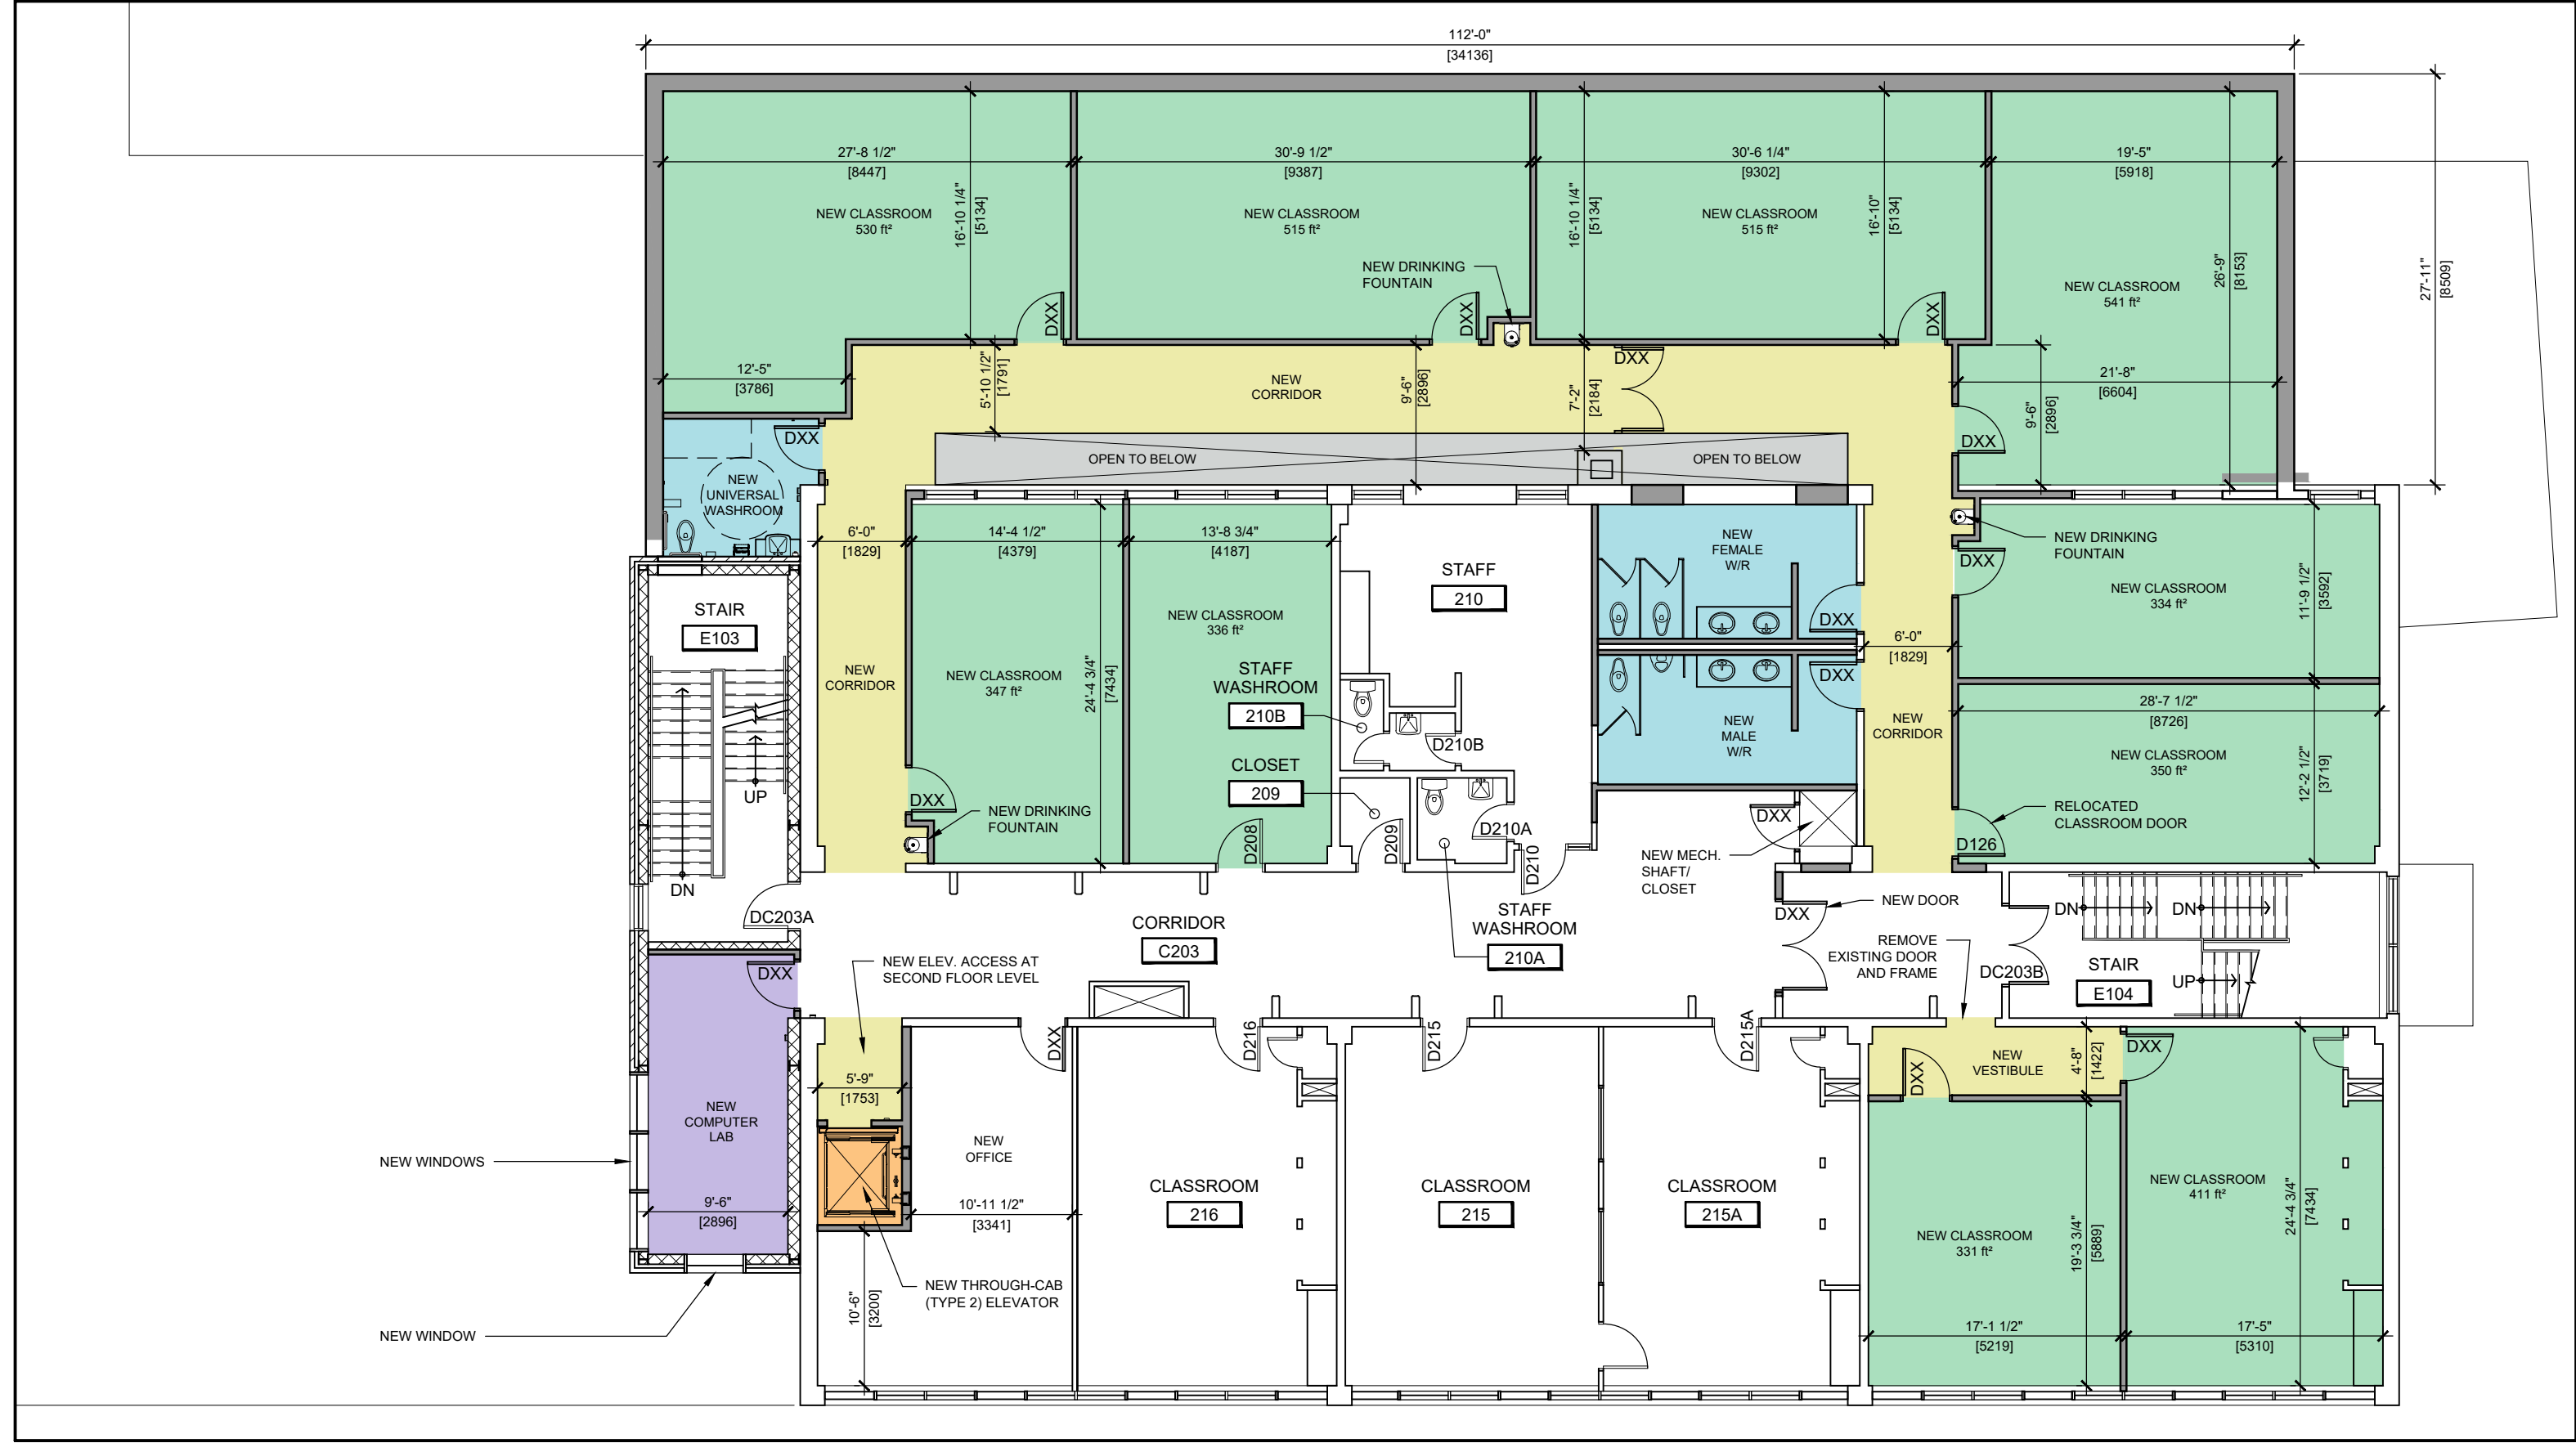 112'-0"
[34136]
27'-8 1/2"
[8447]
30'-9 1/2"
[9387]
30'-6 1/4"
[9302]
19'-5"
[5918]
16'-10 1/4"
[5134]
16'-10 1/4"
[5134]
16'-10"
[5134]
26'-9"
[8153]
27'-11"
[8509]
NEW CLASSROOM
530 ft²
NEW CLASSROOM
515 ft²
NEW CLASSROOM
515 ft²
NEW CLASSROOM
541 ft²
NEW DRINKING
FOUNTAIN
DXX
DXX
DXX
DXX
12'-5"
[3786]
5'-10 1/2"
[1791]
NEW
CORRIDOR
9'-6"
[2896]
7'-2"
[2184]
9'-6"
[2896]
21'-8"
[6604]
DXX
DXX
OPEN TO BELOW
OPEN TO BELOW
NEW
UNIVERSAL
WASHROOM
6'-0"
[1829]
14'-4 1/2"
[4379]
13'-8 3/4"
[4187]
NEW
FEMALE
W/R
NEW DRINKING
FOUNTAIN
DXX
STAFF
210
NEW CLASSROOM
334 ft²
11'-9 1/2"
[3592]
STAIR
E103
NEW CLASSROOM
336 ft²
DXX
6'-0"
[1829]
NEW
CORRIDOR
NEW CLASSROOM
347 ft²
24'-4 3/4"
[7434]
STAFF
WASHROOM
210B
DXX
28'-7 1/2"
[8726]
NEW
MALE
W/R
NEW
CORRIDOR
D210B
NEW CLASSROOM
350 ft²
12'-2 1/2"
[3719]
CLOSET
209
UP
DXX
NEW DRINKING
FOUNTAIN
DXX
RELOCATED
CLASSROOM DOOR
D208
D209
D210A
D210
D126
NEW MECH.
SHAFT/
CLOSET
DN
DC203A
CORRIDOR
C203
STAFF
WASHROOM
210A
DXX
NEW DOOR
DN
DN
REMOVE
EXISTING DOOR
AND FRAME
DC203B
STAIR
E104
UP
DXX
NEW ELEV. ACCESS AT
SECOND FLOOR LEVEL
DXX
D216
D215
D215A
5'-9"
[1753]
DXX
NEW
VESTIBULE
4'-8"
[1422]
DXX
NEW
COMPUTER
LAB
NEW
OFFICE
NEW WINDOWS
CLASSROOM
216
CLASSROOM
215
CLASSROOM
215A
NEW CLASSROOM
411 ft²
24'-4 3/4"
[7434]
9'-6"
[2896]
10'-11 1/2"
[3341]
NEW CLASSROOM
331 ft²
19'-3 3/4"
[5889]
NEW THROUGH-CAB
(TYPE 2) ELEVATOR
10'-6"
[3200]
NEW WINDOW
17'-1 1/2"
[5219]
17'-5"
[5310]